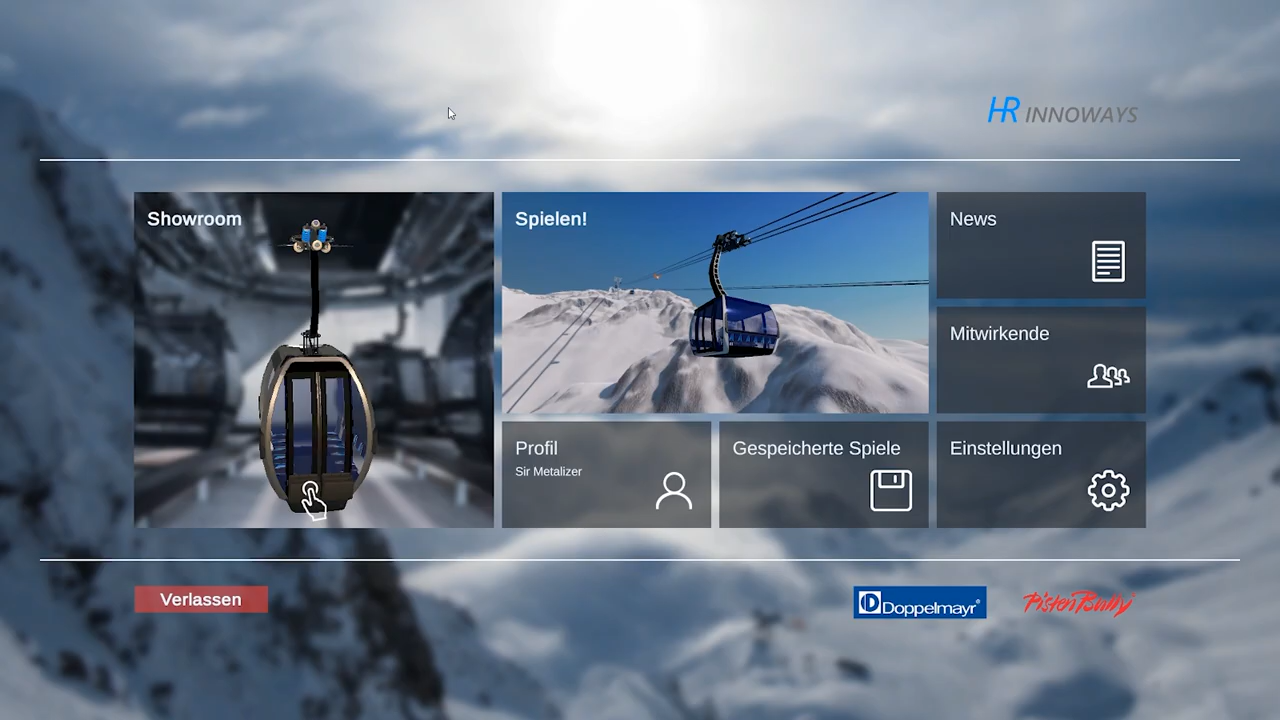 HR INNOWAYS
Showroom
Spielen!
News
Mitwirkende
Profil
Sir Metalizer
Gespeicherte Spiele
Einstellungen
Verlassen
Doppelmayr®
PistenBully